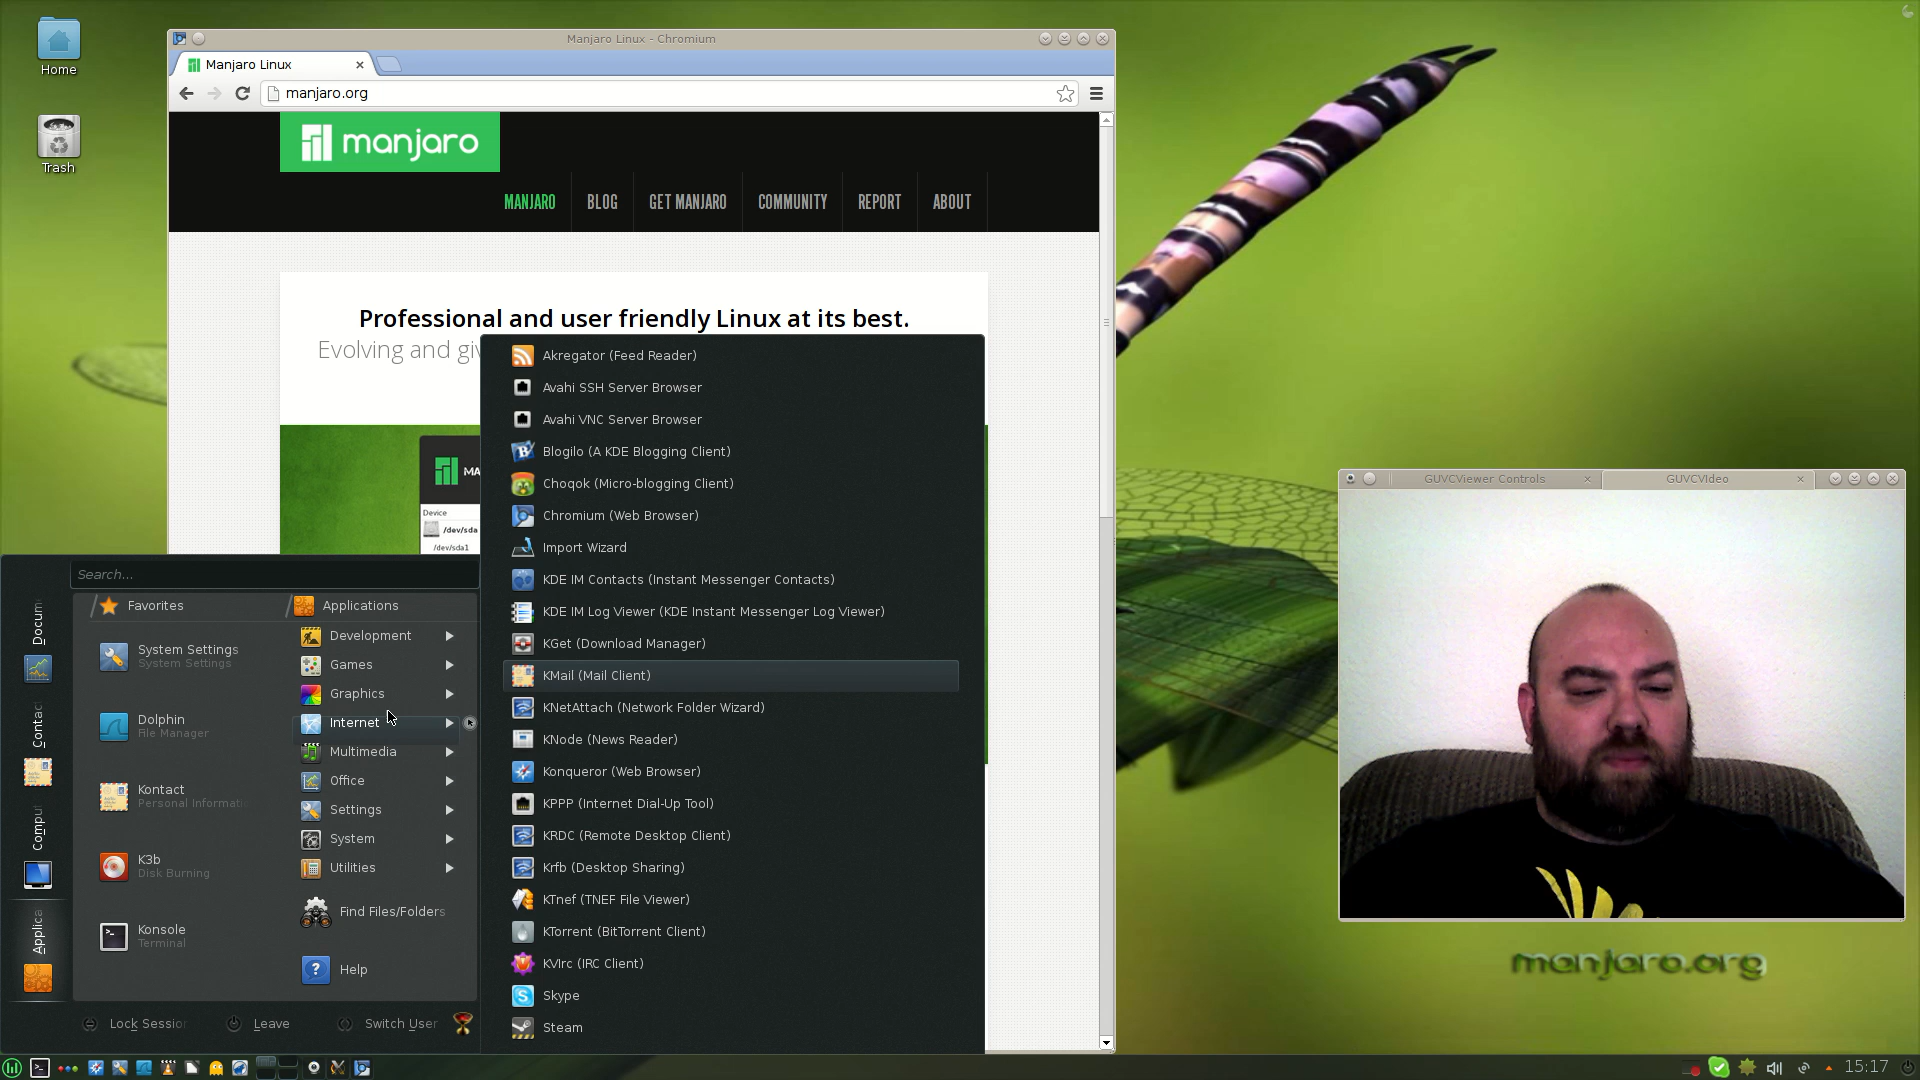 Home
Trash
Manjaro Linux - Chromium
Manjaro Linux
manjaro.org
manjaro
MANJARO
BLOG
GET MANJARO
COMMUNITY
REPORT
ABOUT
Professional and user friendly Linux at its best.
Evolving and gi
MA
Device
/dev/sda
/dev/sda1
Akregator (Feed Reader)
Avahi SSH Server Browser
Avahi VNC Server Browser
Blogilo (A KDE Blogging Client)
Choqok (Micro-blogging Client)
Chromium (Web Browser)
Import Wizard
KDE IM Contacts (Instant Messenger Contacts)
KDE IM Log Viewer (KDE Instant Messenger Log Viewer)
KGet (Download Manager)
KMail (Mail Client)
KNetAttach (Network Folder Wizard)
KNode (News Reader)
Konqueror (Web Browser)
KPPP (Internet Dial-Up Tool)
KRDC (Remote Desktop Client)
Krfb (Desktop Sharing)
KTnef (TNEF File Viewer)
KTorrent (BitTorrent Client)
KVIrc (IRC Client)
Skype
Steam
Search...
Docum
Contac
Compu
Applica
Favorites
System Settings
System Settings
Dolphin
File Manager
Kontact
Personal Informati
K3b
Disk Burning
Konsole
Terminal
Applications
Development
Games
Graphics
Internet
Multimedia
Office
Settings
System
Utilities
Find Files/Folders
Help
Lock Sessio
Leave
Switch User
GUVCViewer Controls
GUVCVideo
manjaro.org
15:17